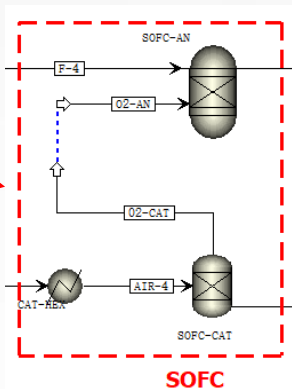 SOFC-AN
F-4
O2-AN
O2-CAT
AIR-4
CAT-HEX
SOFC-CAT
SOFC